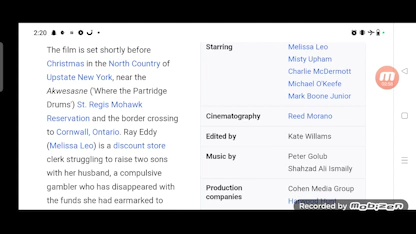 2:20
The film is set shortly before
Christmas in the North Country of
Upstate New York, near the
Akwesasne ('Where the Partridge
Drums') St. Regis Mohawk
Reservation and the border crossing
to Cornwall, Ontario. Ray Eddy
(Melissa Leo) is a discount store
clerk struggling to raise two sons
with her husband, a compulsive
gambler who has disappeared with
the funds she had earmarked to
Starring
Melissa Leo
Misty Upham
Charlie McDermott
Michael O'Keefe
Mark Boone Junior
Cinematography
Reed Morano
Edited by
Kate Willams
Music by
Peter Golub
Shahzad Ali Ismaily
Production
companies
Cohen Media Group
Recorded by
Mobizen